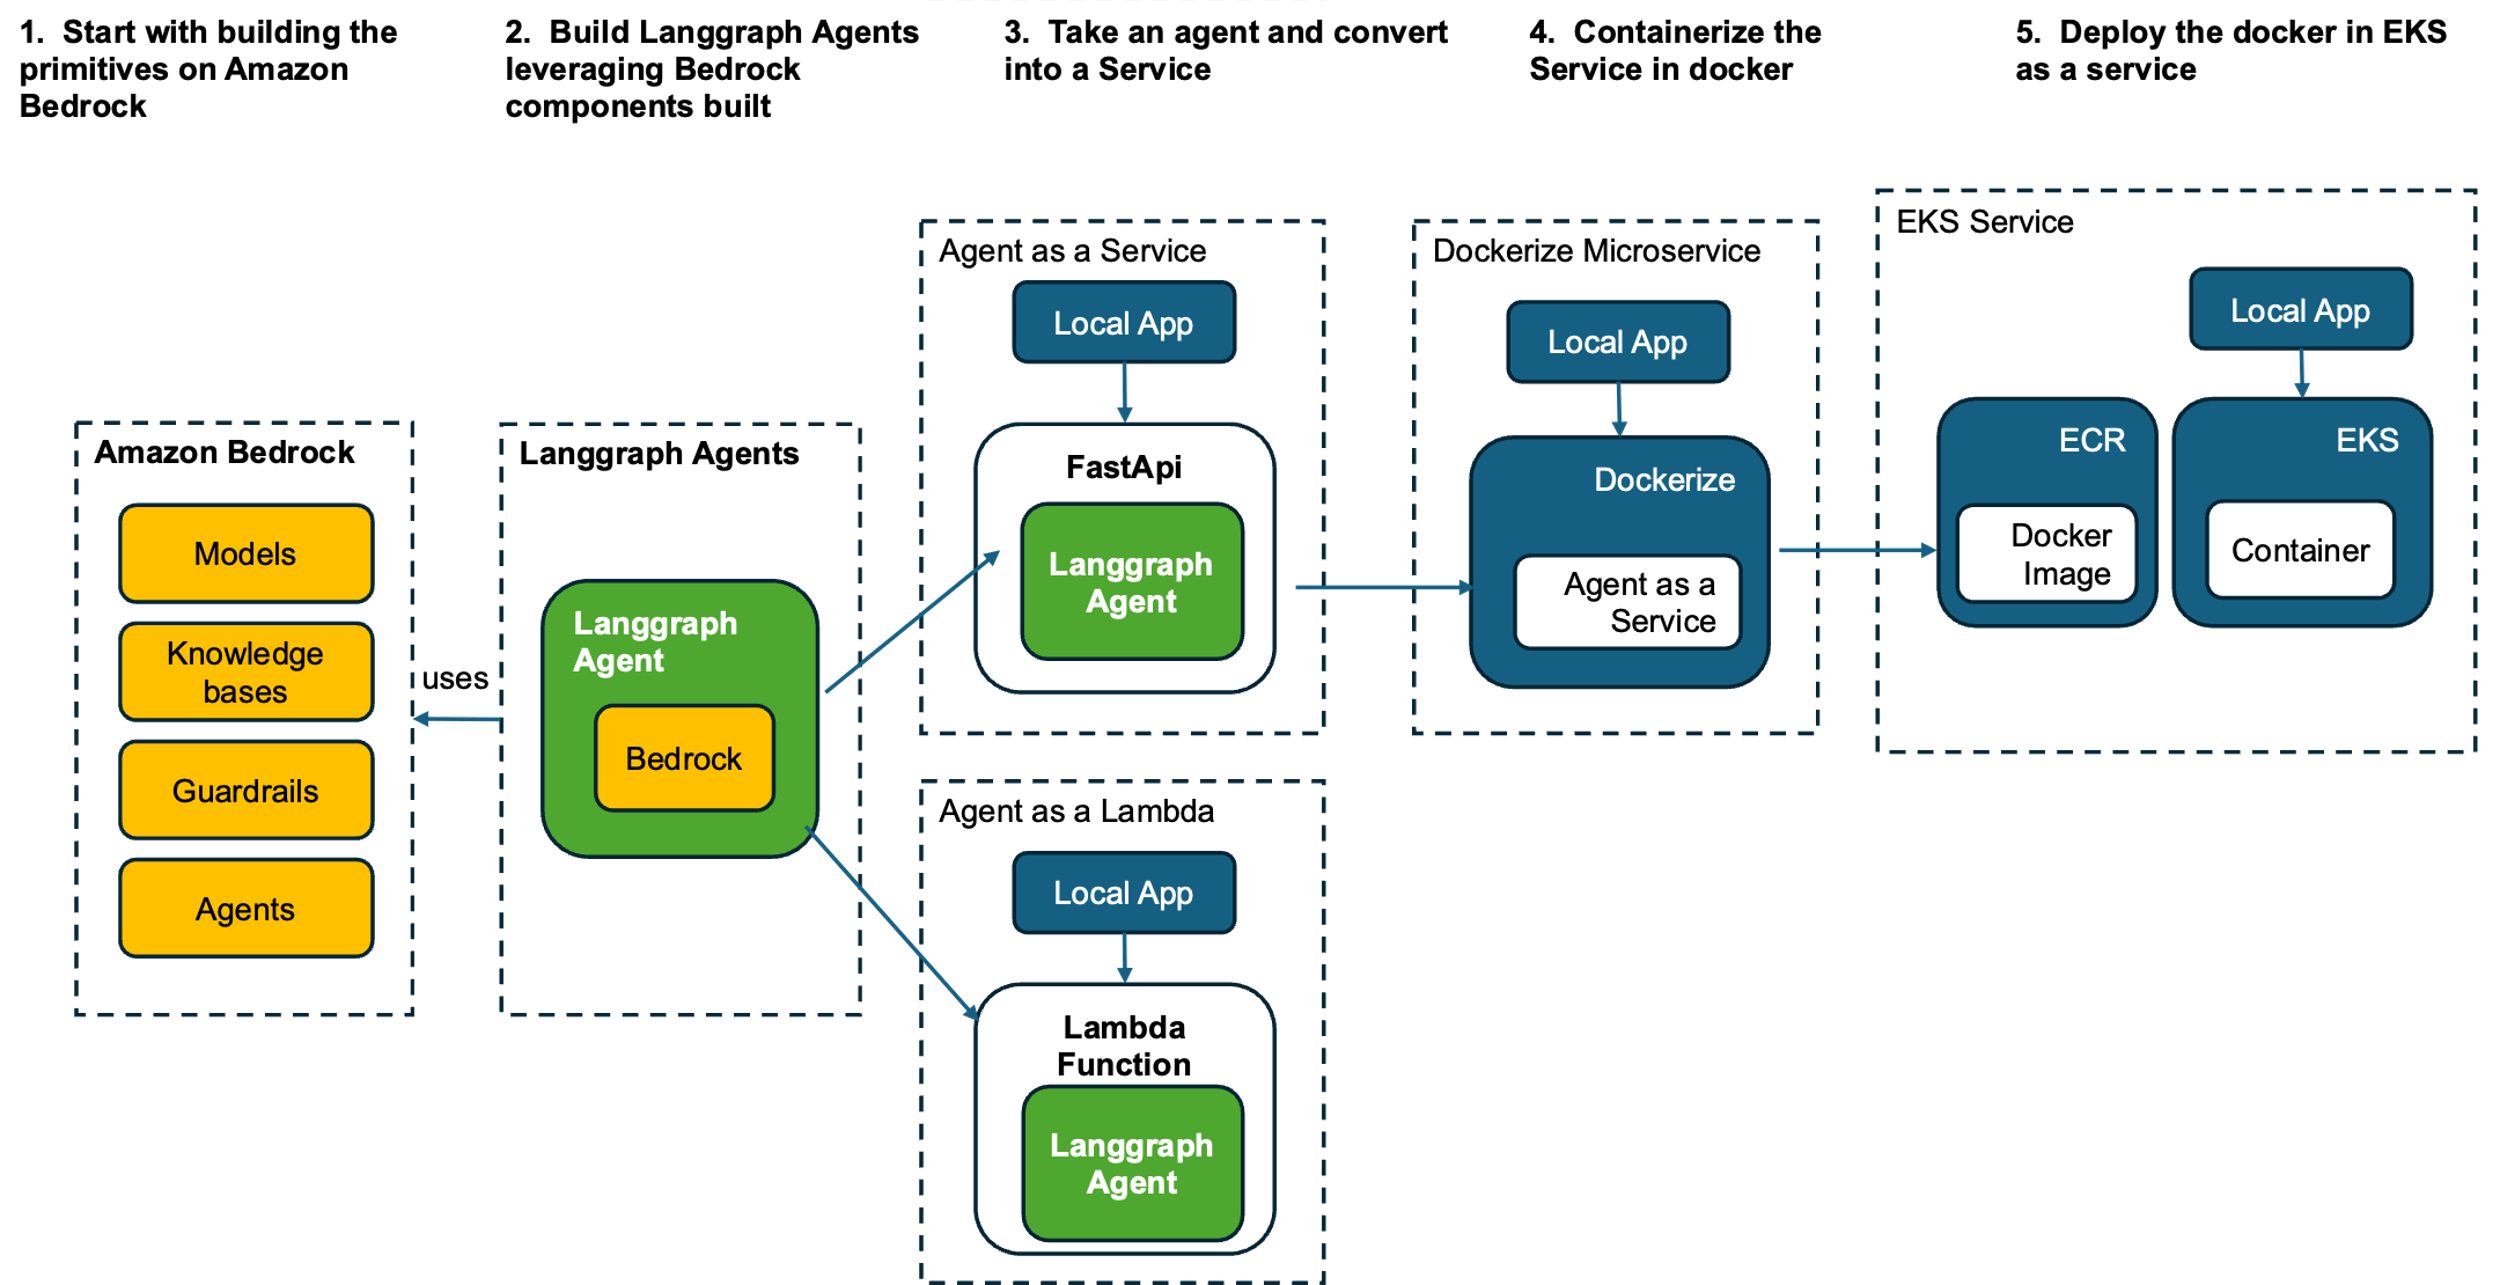 1.  Start with building the
primitives on Amazon
Bedrock
2.  Build Langgraph Agents
leveraging Bedrock
components built
3.  Take an agent and convert
into a Service
4.  Containerize the
Service in docker
5.  Deploy the docker in EKS
as a service
Amazon Bedrock
Models
Knowledge
bases
Guardrails
Agents
uses
Langgraph Agents
Langgraph
Agent
Bedrock
Agent as a Service
Local App
FastApi
Langgraph
Agent
Agent as a Lambda
Local App
Lambda
Function
Langgraph
Agent
Dockerize Microservice
Local App
Dockerize
Agent as a
Service
EKS Service
Local App
ECR
Docker
Image
EKS
Container